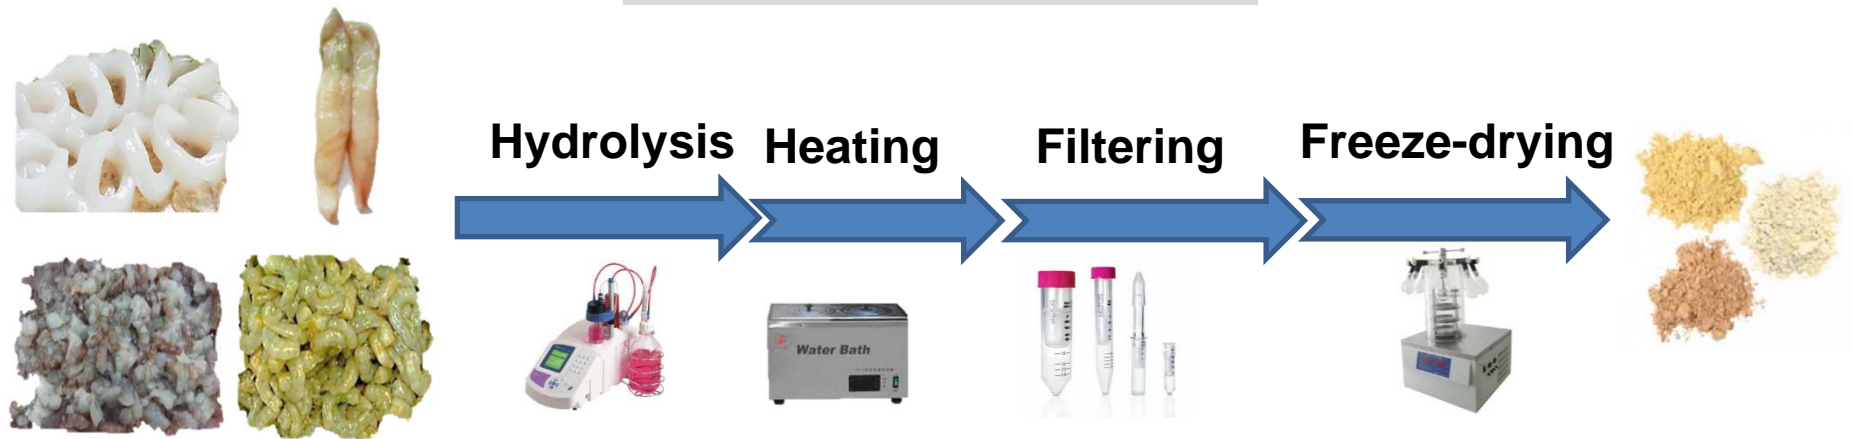 Hydrolysis
Heating
Filtering
Freeze-drying
Water Bath